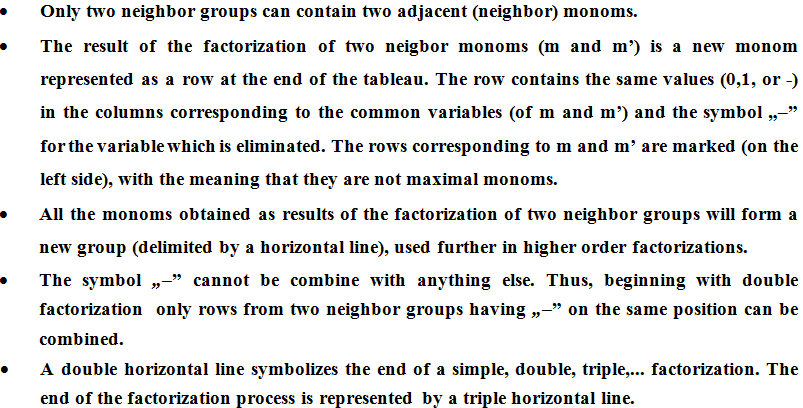 • Only two neighbor groups can contain two adjacent (neighbor) monoms.
• The result of the factorization of two neigbor monoms (m and m’) is a new monom
represented as a row at the end of the tableau. The row contains the same values (0,1, or -)
in the columns corresponding to the common variables (of m and m’) and the symbol „–”
for the variable which is eliminated. The rows corresponding to m and m’ are marked (on the
left side), with the meaning that they are not maximal monoms.
• All the monoms obtained as results of the factorization of two neighbor groups will form a
new group (delimited by a horizontal line), used further in higher order factorizations.
• The symbol „–” cannot be combine with anything else. Thus, beginning with double
factorization only rows from two neighbor groups having „–” on the same position can be
combined.
• A double horizontal line symbolizes the end of a simple, double, triple,... factorization. The
end of the factorization process is represented by a triple horizontal line.